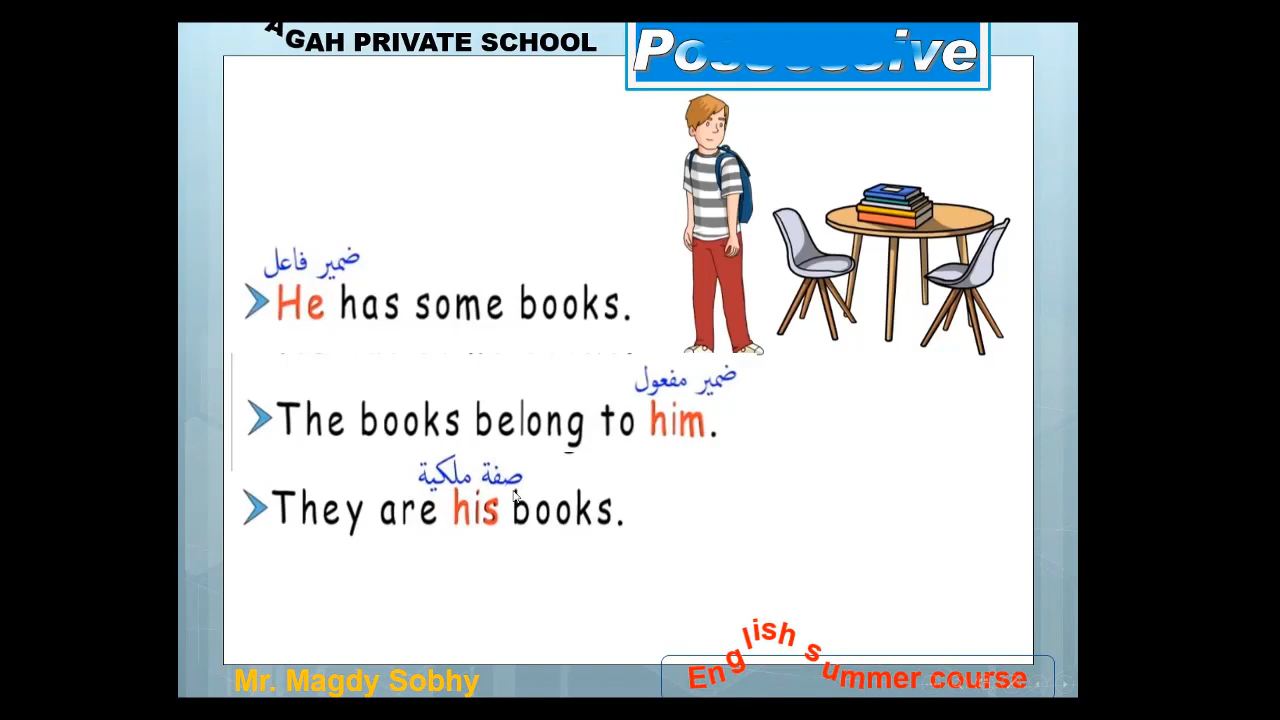 AGAH PRIVATE SCHOOL
Possessive
ضمير فاعل
He has some books.
ضمير مفعول
The books belong to him.
صفة ملكية
They are his books.
Mr. Magdy Sobhy
English summer course